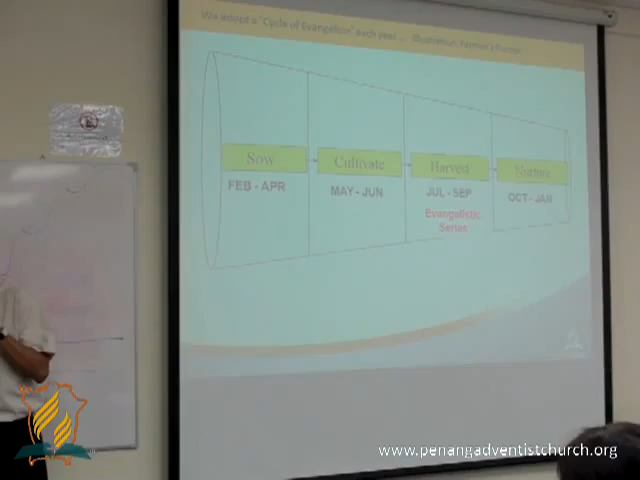 We adopt a "Cycle of Evangelism" each year ... Illustration: Farmer's Funnel
Sow
Cultivate
Harvest
Nurture
FEB - APR
MAY - JUN
JUL - SEP
OCT - JAN
Evangelistic
Series
www.penangadventistchurch.org